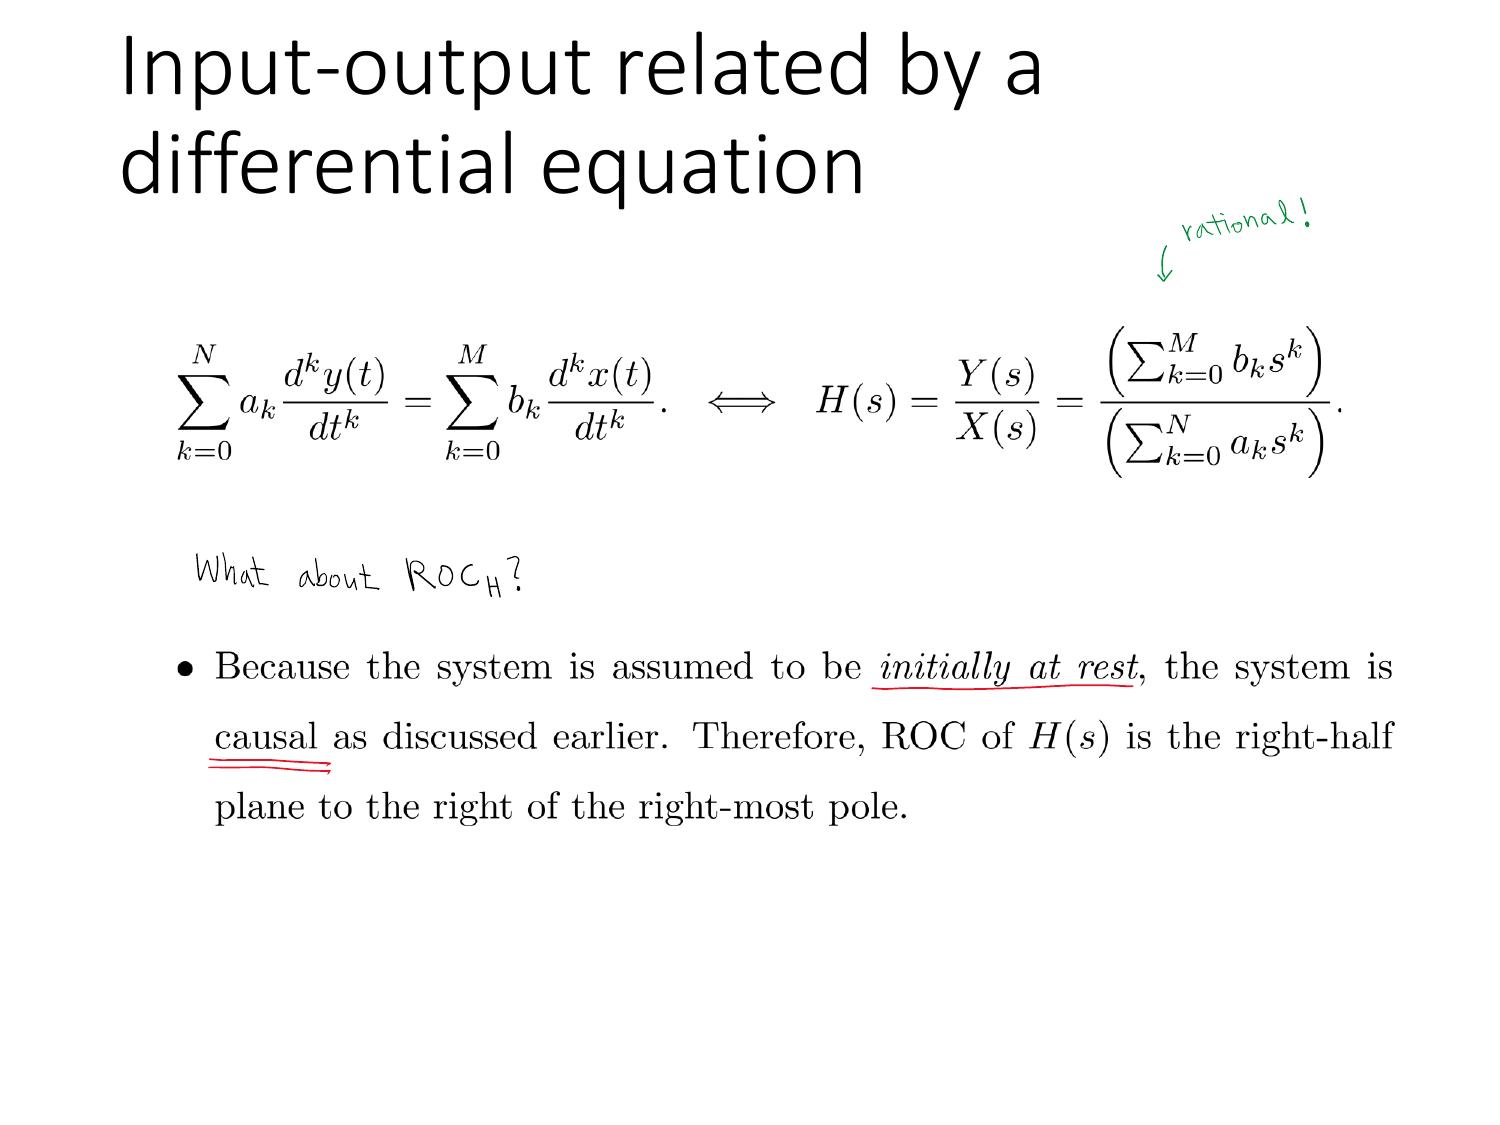 Input-output related by a
differential equation
rational!
\sum_{k=0}^{N} a_k \frac{d^k y(t)}{dt^k} = \sum_{k=0}^{M} b_k \frac{d^k x(t)}{dt^k}. \iff H(s) = \frac{Y(s)}{X(s)} = \frac{\left(\sum_{k=0}^{M} b_k s^k\right)}{\left(\sum_{k=0}^{N} a_k s^k\right)}.
What about ROC_H?
• Because the system is assumed to be initially at rest, the system is
causal as discussed earlier. Therefore, ROC of H(s) is the right-half
plane to the right of the right-most pole.